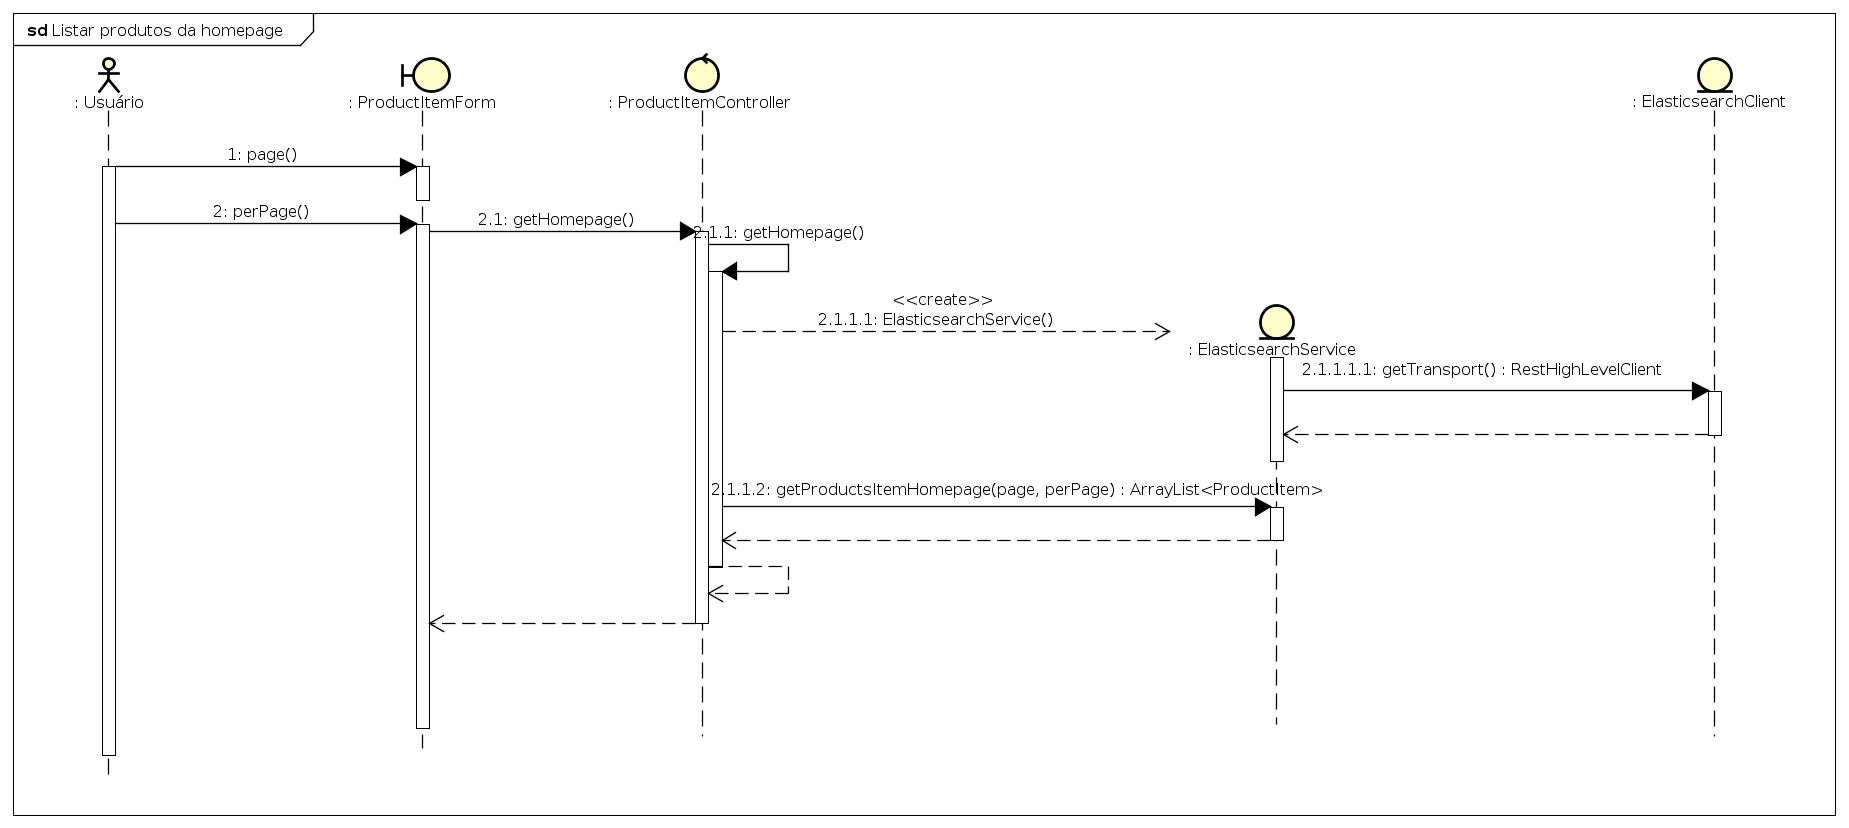 sd Listar produtos da homepage
: Usuário
: ProductItemForm
: ProductItemController
: ElasticsearchClient
1: page()
2: perPage()
2.1: getHomepage()
2.1.1: getHomepage()
<<create>>
2.1.1.1: ElasticsearchService()
: ElasticsearchService
2.1.1.1.1: getTransport() : RestHighLevelClient
2.1.1.2: getProductsItemHomepage(page, perPage) : ArrayList<ProductItem>